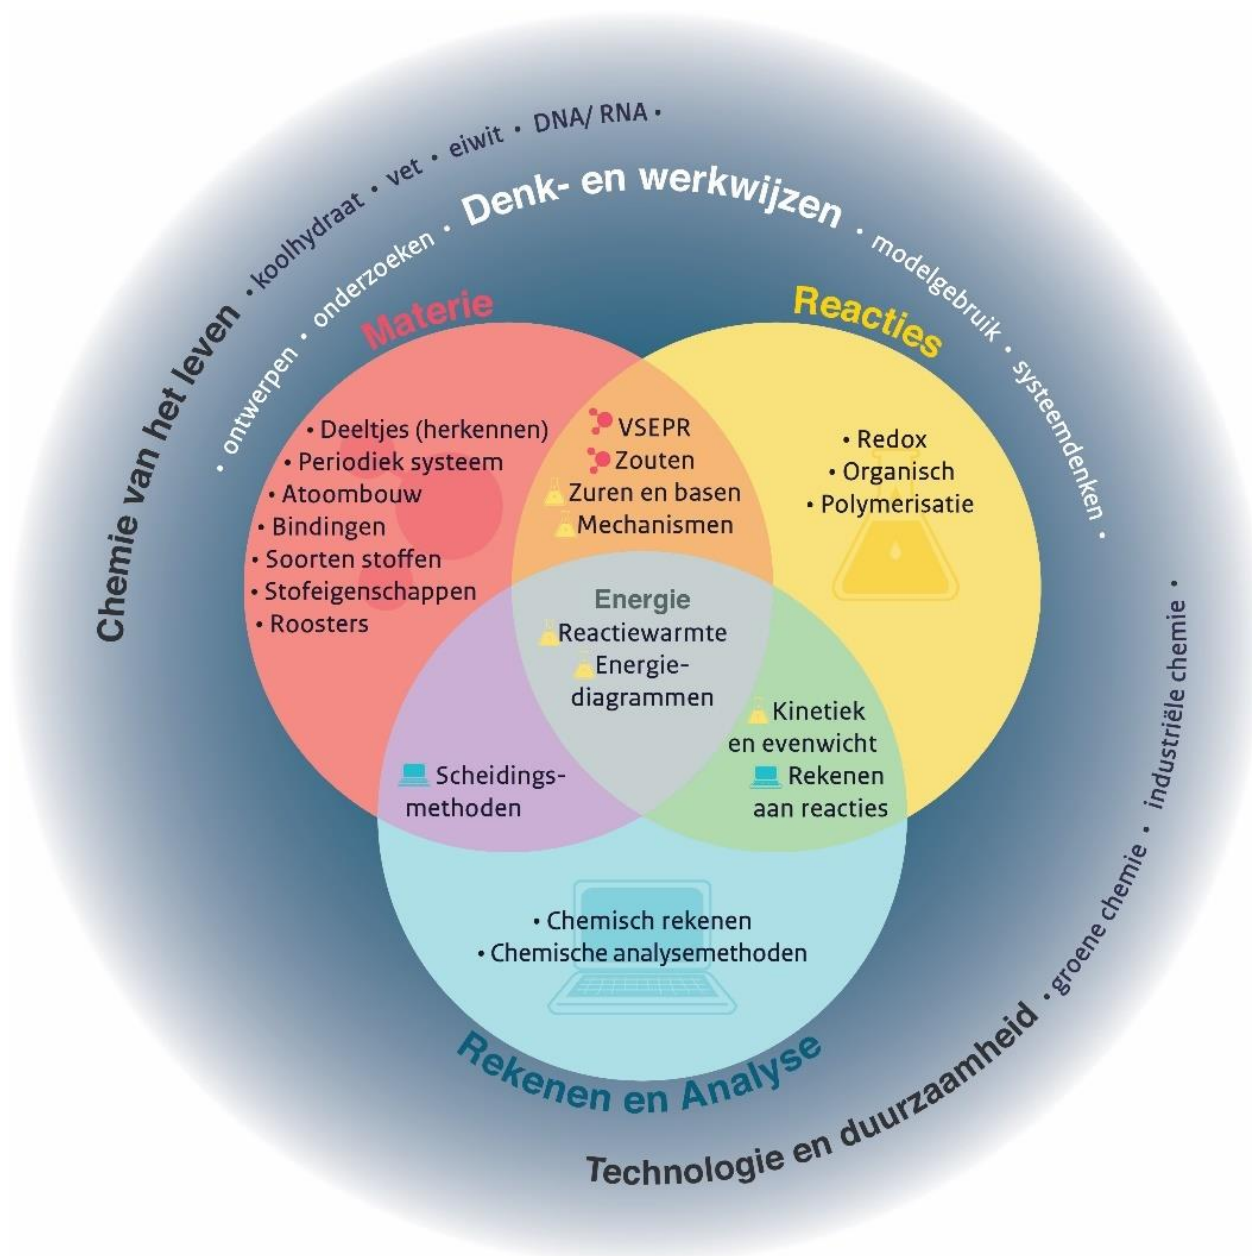 Chemie van het leven • koolhydraat • vet • eiwit • DNA/ RNA •
• ontwerpen • onderzoeken • Denk- en werkwijzen • modelgebruik • systeemdenken •
Materie
Reacties
• Deeltjes (herkennen)
• Periodiek systeem
• Atoombouw
• Bindingen
• Soorten stoffen
• Stofeigenschappen
• Roosters
VSEPR
Zouten
Zuren en basen
Mechanismen
• Redox
• Organisch
• Polymerisatie
Energie
Reactiewarmte
Energie-
diagrammen
Kinetiek
en evenwicht
Rekenen
aan reacties
Scheidings-
methoden
• Chemisch rekenen
• Chemische analysemethoden
Rekenen en Analyse
Technologie en duurzaamheid • groene chemie • industriële chemie •